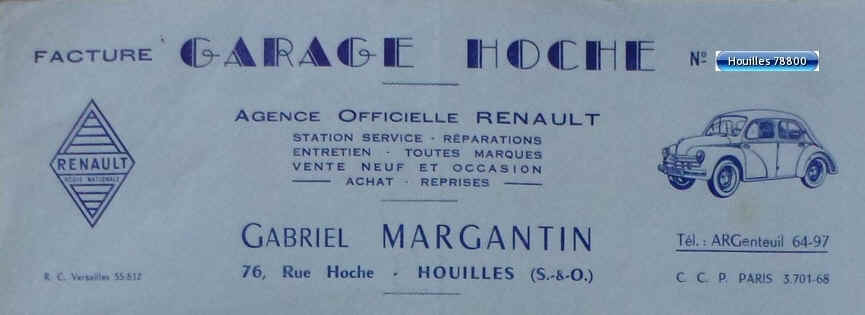 FACTURE GARAGE HOCHE Nº Houilles 78800
AGENCE OFFICIELLE RENAULT
STATION SERVICE - RÉPARATIONS
ENTRETIEN - TOUTES MARQUES
VENTE NEUF ET OCCASION
ACHAT - REPRISES
RENAULT
RÉGIE NATIONALE
GABRIEL MARGANTIN
Tél. : ARGenteuil 64-97
76, Rue Hoche - HOUILLES (S.-&-O.)
R. C. Versailles 55.812
C. C. P. PARIS 3.701-68